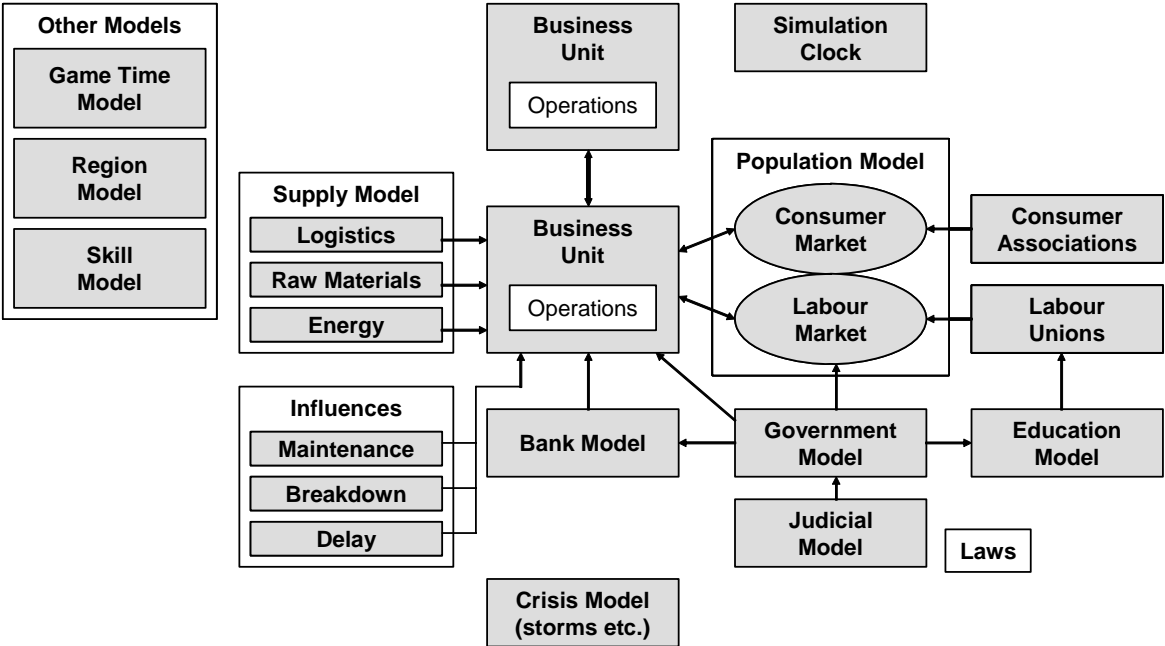 Other Models
Game Time
Model
Region
Model
Skill
Model
Business
Unit
Operations
Simulation
Clock
Supply Model
Logistics
Raw Materials
Energy
Business
Unit
Operations
Population Model
Consumer
Market
Labour
Market
Consumer
Associations
Labour
Unions
Influences
Maintenance
Breakdown
Delay
Bank Model
Government
Model
Education
Model
Judicial
Model
Laws
Crisis Model
(storms etc.)